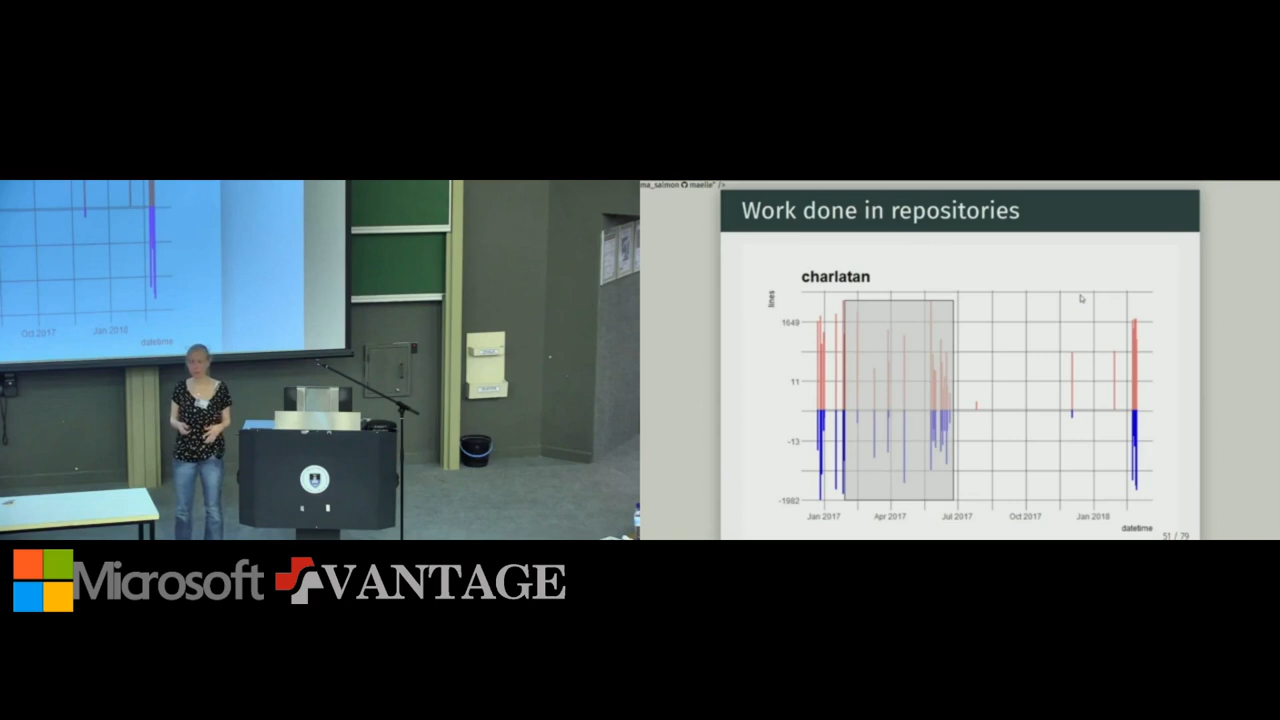 Oct 2017
Jan 2018
datetime
ma_salmon maelle" />
Work done in repositories
charlatan
lines
1649
11
-13
-1982
Jan 2017
Apr 2017
Jul 2017
Oct 2017
Jan 2018
datetime
51 / 79
Microsoft
VANTAGE